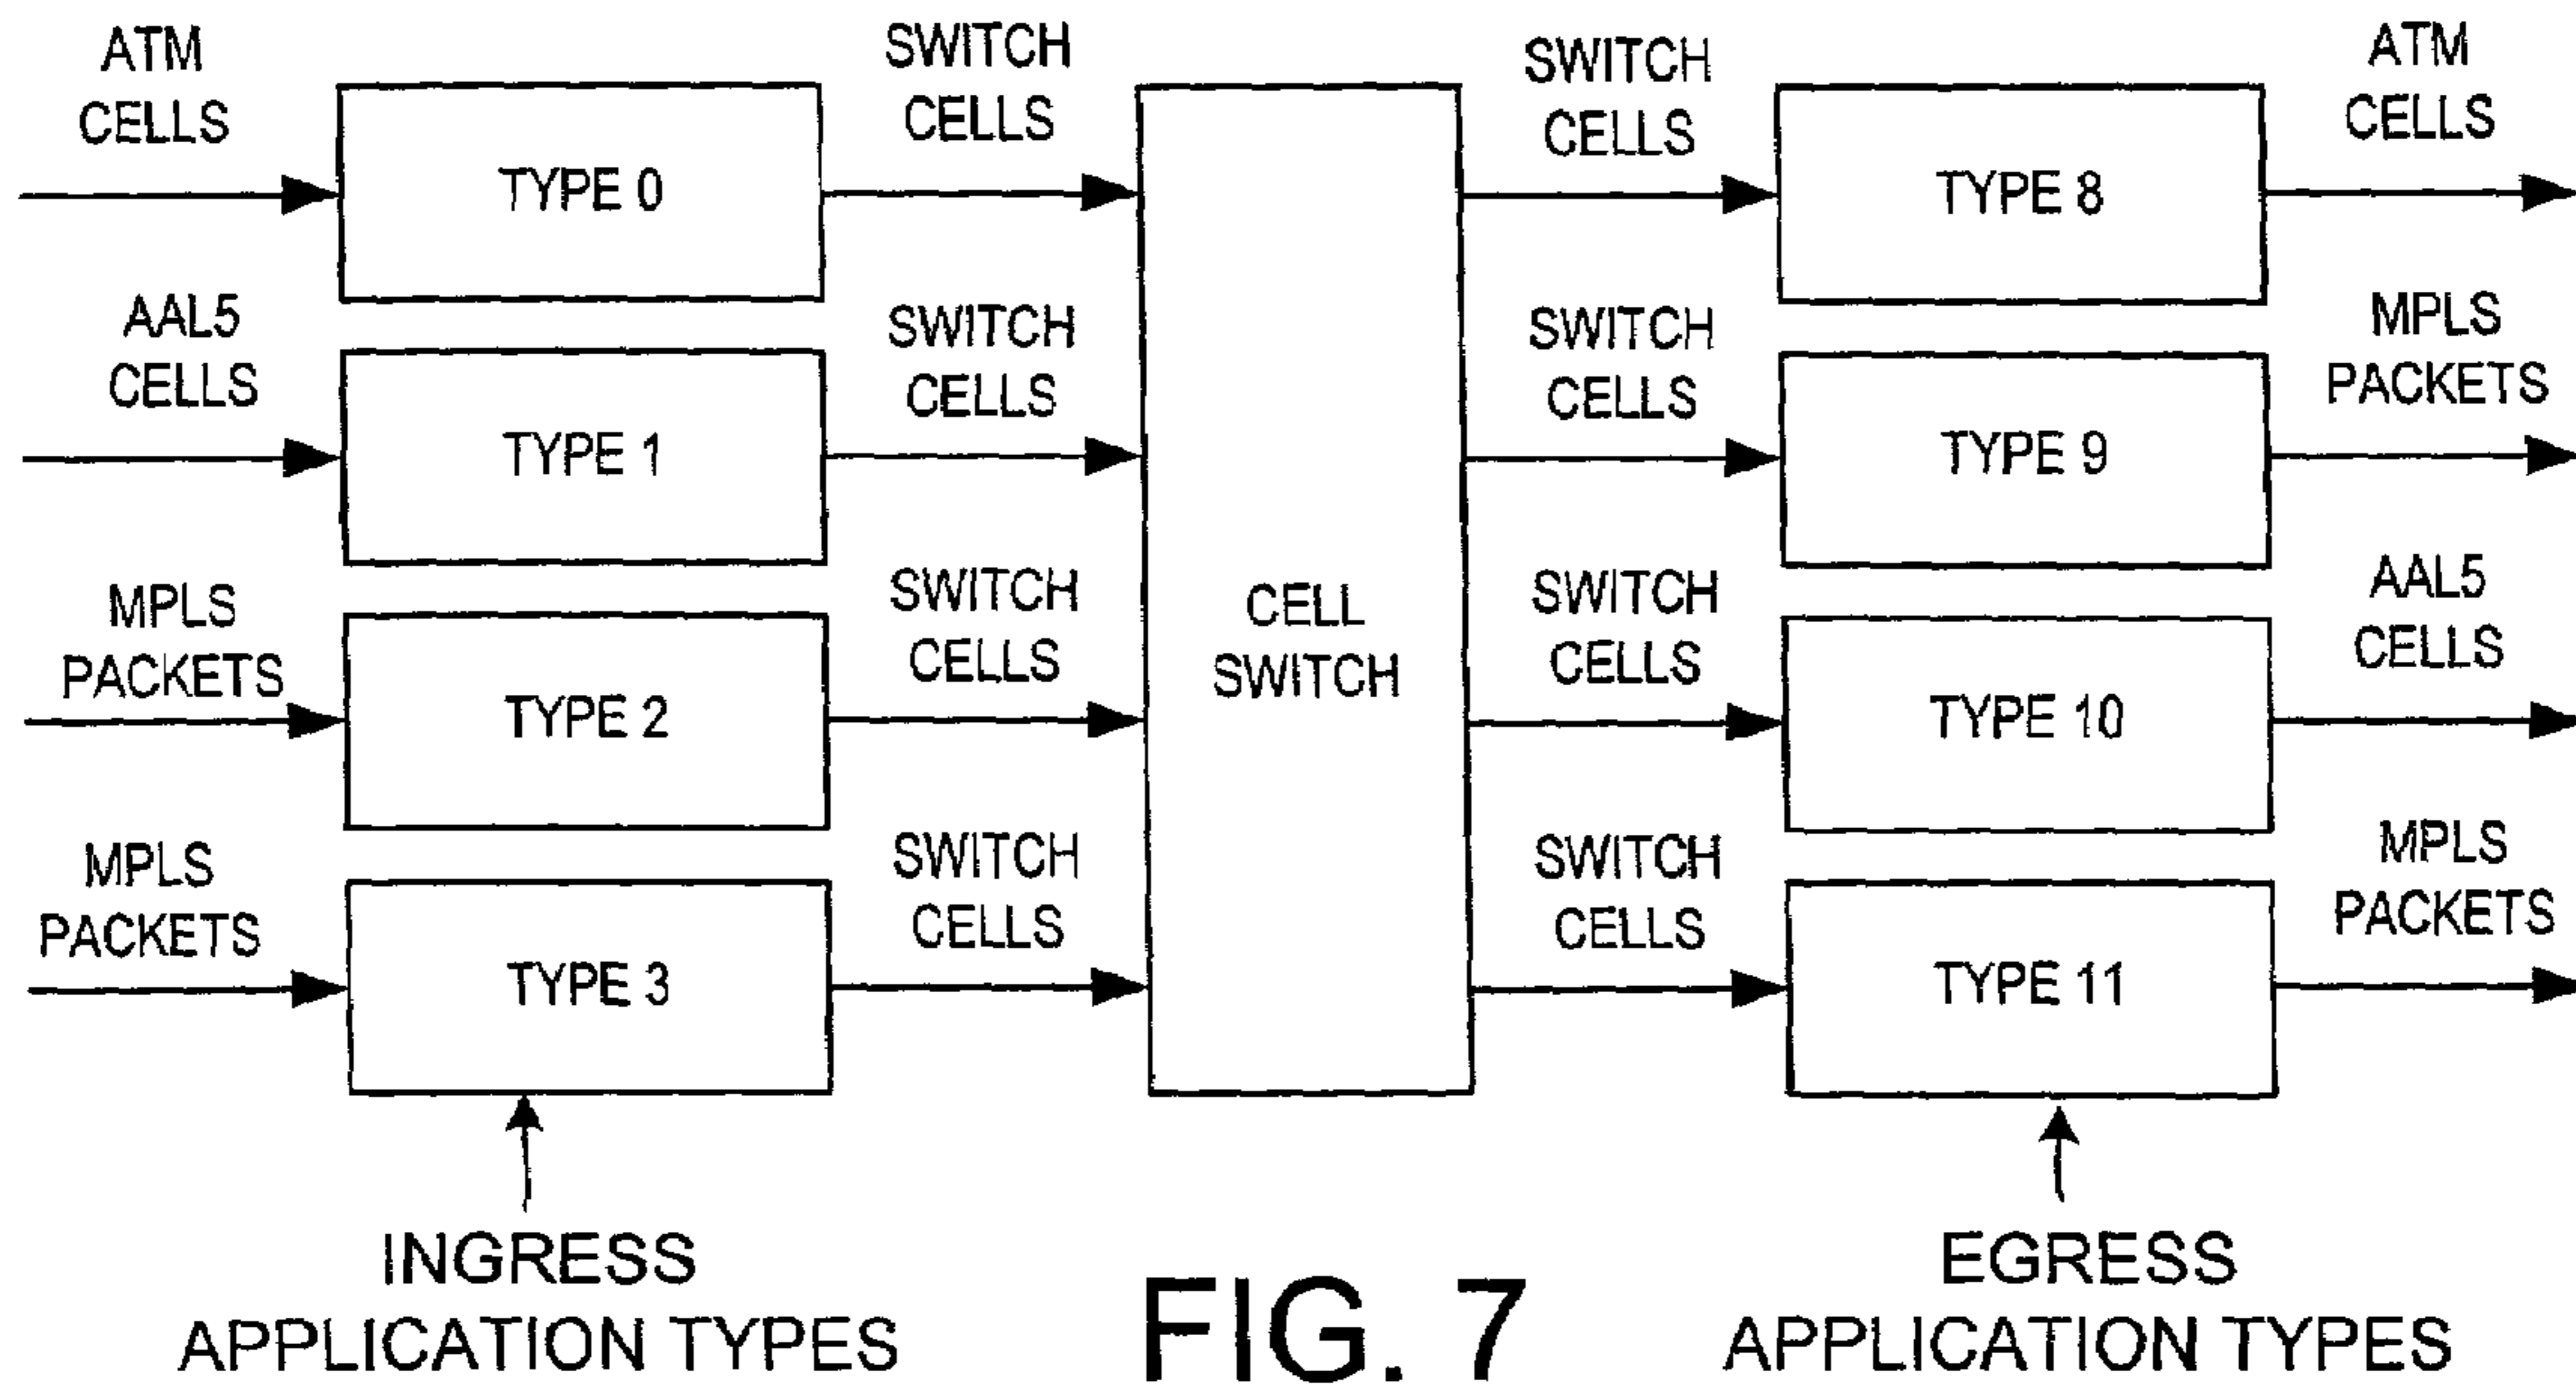 ATM
CELLS
SWITCH
CELLS
SWITCH
CELLS
ATM
CELLS
TYPE 0
TYPE 8
AAL5
CELLS
SWITCH
CELLS
SWITCH
CELLS
MPLS
PACKETS
TYPE 1
TYPE 9
MPLS
PACKETS
SWITCH
CELLS
CELL
SWITCH
SWITCH
CELLS
AAL5
CELLS
TYPE 2
TYPE 10
MPLS
PACKETS
SWITCH
CELLS
SWITCH
CELLS
MPLS
PACKETS
TYPE 3
TYPE 11
INGRESS
APPLICATION TYPES
FIG. 7
EGRESS
APPLICATION TYPES